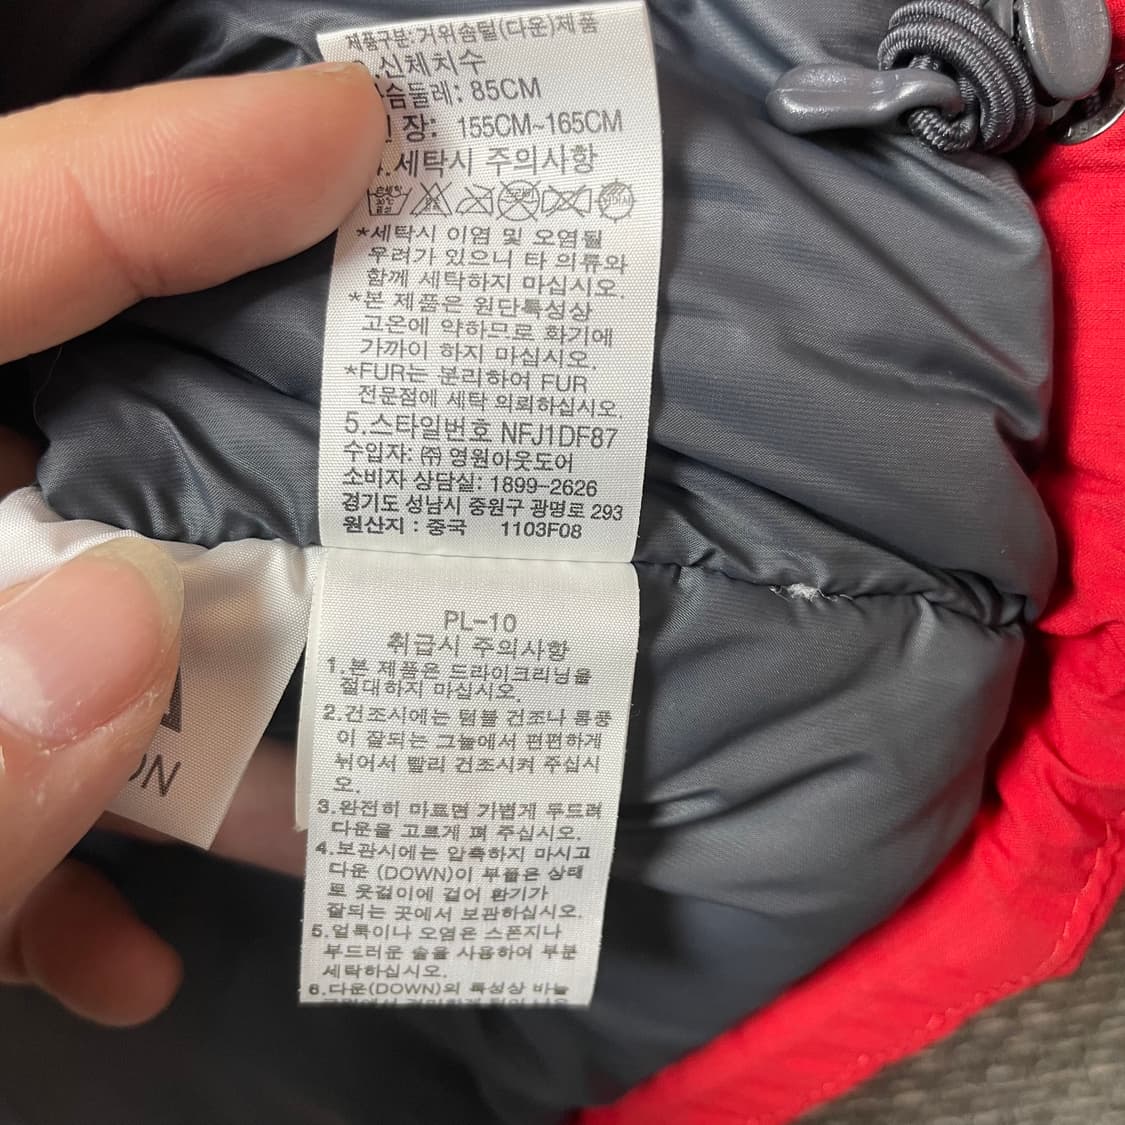 제품구분:거위솜털(다운)제품
신체치수
슴둘레: 85CM
장: 155CM~165CM
.세탁시 주의사항
*세탁시 이염 및 오염될
우려가 있으니 타 의류와
함께 세탁하지 마십시오.
*본 제품은 원단특성상
고온에 약하므로 화기에
가까이 하지 마십시오.
*FUR는 분리하여 FUR
전문점에 세탁 의뢰하십시오.
5.스타일번호 NFJ1DF87
수입자: ㈜ 영원아웃도어
소비자 상담실: 1899-2626
경기도 성남시 중원구 광명로 293
원산지 : 중국 1103F08
PL-10
취급시 주의사항
1.본 제품은 드라이크리닝을
절대하지 마십시오.
2.건조시에는 텀블 건조나 통풍
이 잘되는 그늘에서 편편하게
뉘어서 빨리 건조시켜 주십시
오.
3.완전히 마르면 가볍게 두드려
다운을 고르게 펴 주십시오.
4.보관시에는 압축하지 마시고
다운 (DOWN)이 부풀은 상태
로 옷걸이에 걸어 환기가
잘되는 곳에서 보관하십시오.
5.얼룩이나 오염은 스폰지나
부드러운 솔을 사용하여 부분
세탁하십시오.
6.다운(DOWN)의 특성상 바늘
ON